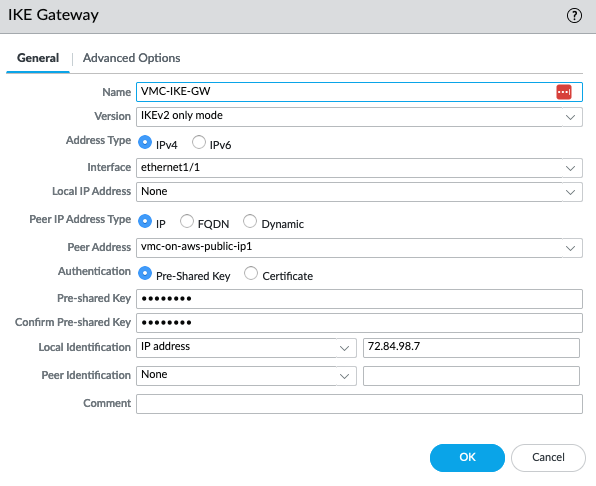 IKE Gateway ?
General | Advanced Options
Name VMC-IKE-GW
Version IKEv2 only mode
Address Type IPv4 IPv6
Interface ethernet1/1
Local IP Address None
Peer IP Address Type IP FQDN Dynamic
Peer Address vmc-on-aws-public-ip1
Authentication Pre-Shared Key Certificate
Pre-shared Key ••••••••
Confirm Pre-shared Key ••••••••
Local Identification IP address 72.84.98.7
Peer Identification None
Comment
OK Cancel